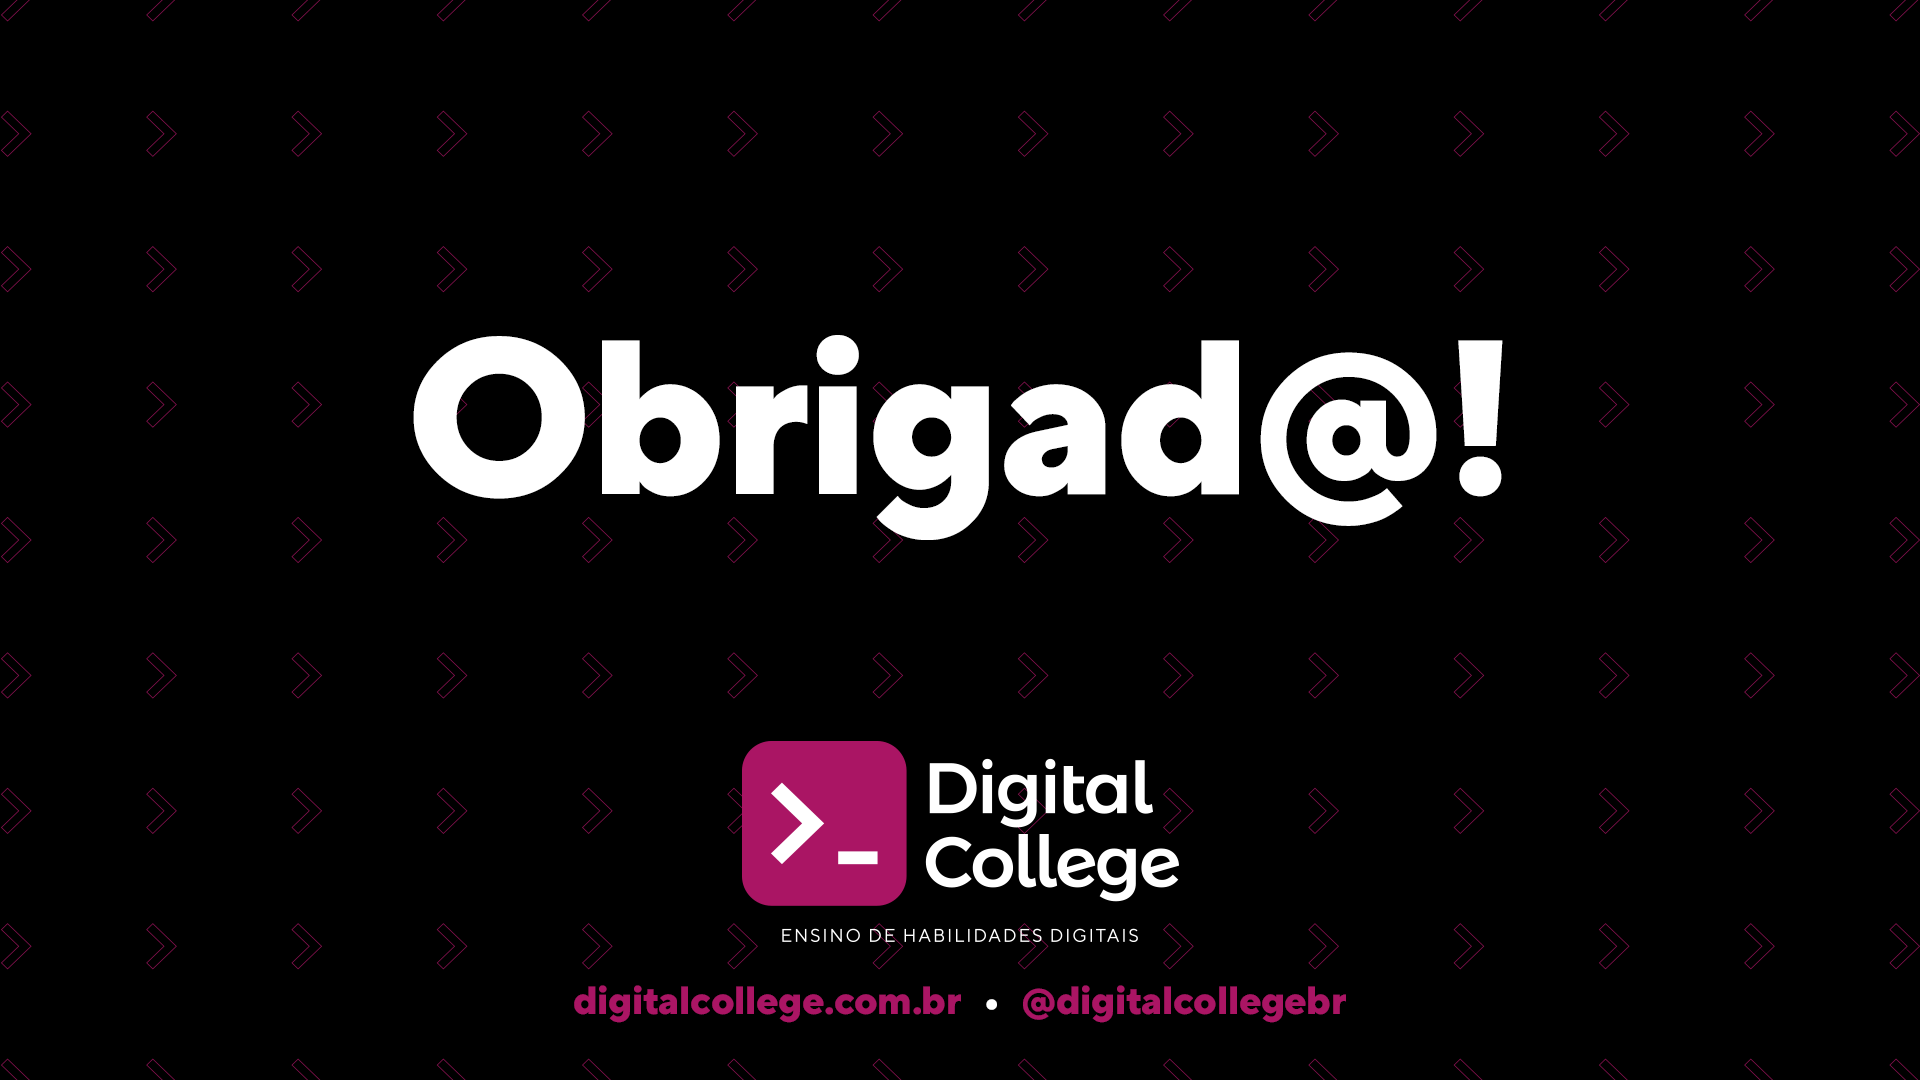 Obrigad@!
>_
Digital
College
ENSINO DE HABILIDADES DIGITAIS
digitalcollege.com.br • @digitalcollegebr